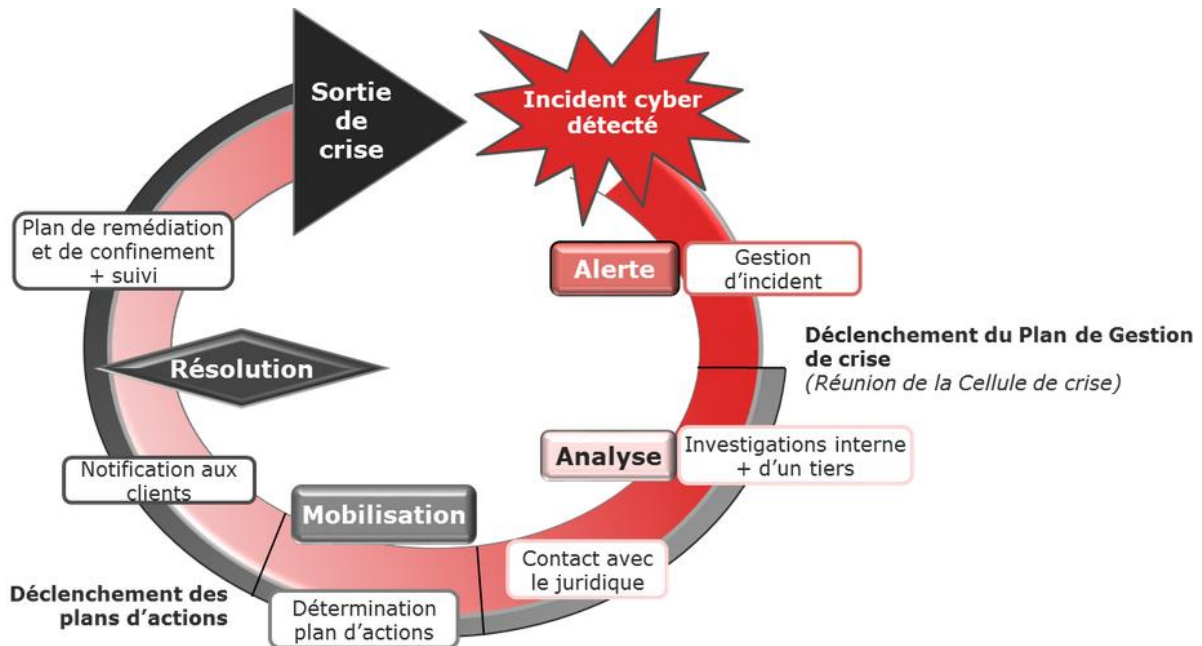 Incident cyber
détecté
Alerte
Gestion
d'incident
Déclenchement du Plan de Gestion
de crise
(Réunion de la Cellule de crise)
Analyse
Investigations interne
+ d'un tiers
Contact avec
le juridique
Mobilisation
Détermination
plan d'actions
Déclenchement des
plans d'actions
Notification aux
clients
Résolution
Plan de remédiation
et de confinement
+ suivi
Sortie
de
crise